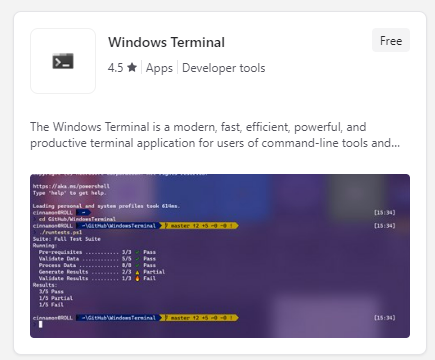 Windows Terminal
Free
4.5 ★ Apps Developer tools
The Windows Terminal is a modern, fast, efficient, powerful, and
productive terminal application for users of command-line tools and...
https://aka.ms/powershell
Type 'help' to get help.
Loading personal and system profiles took 614ms.
cinnamon@ROLL ~ [15:34]
cd GitHub/WindowsTerminal
cinnamon@ROLL ~\GitHub\WindowsTerminal master ↑2 +5 ~0 -0 ! [15:34]
./runtests.ps1
Suite: Full Test Suite
Running:
Pre-requisites ........... 3/3 ✓ Pass
Validate Data ............ 5/5 ✓ Pass
Process Data ............. 8/8 ✓ Pass
Generate Results ......... 2/3 Partial
Validate Results ......... 1/3 Fail
Results:
3/5 Pass
1/5 Partial
1/5 Fail
cinnamon@ROLL ~\GitHub\WindowsTerminal master ↑2 +5 ~0 -0 ! [15:34]